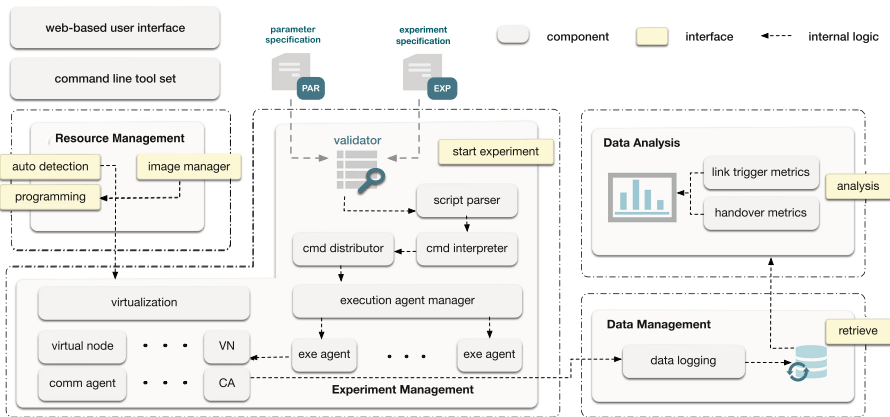 web-based user interface
command line tool set
parameter
specification
PAR
experiment
specification
EXP
component
interface
internal logic
Resource Management
auto detection
image manager
programming
validator
start experiment
script parser
cmd distributor
cmd interpreter
virtualization
execution agent manager
virtual node
VN
exe agent
exe agent
comm agent
CA
Experiment Management
Data Analysis
link trigger metrics
handover metrics
analysis
Data Management
retrieve
data logging